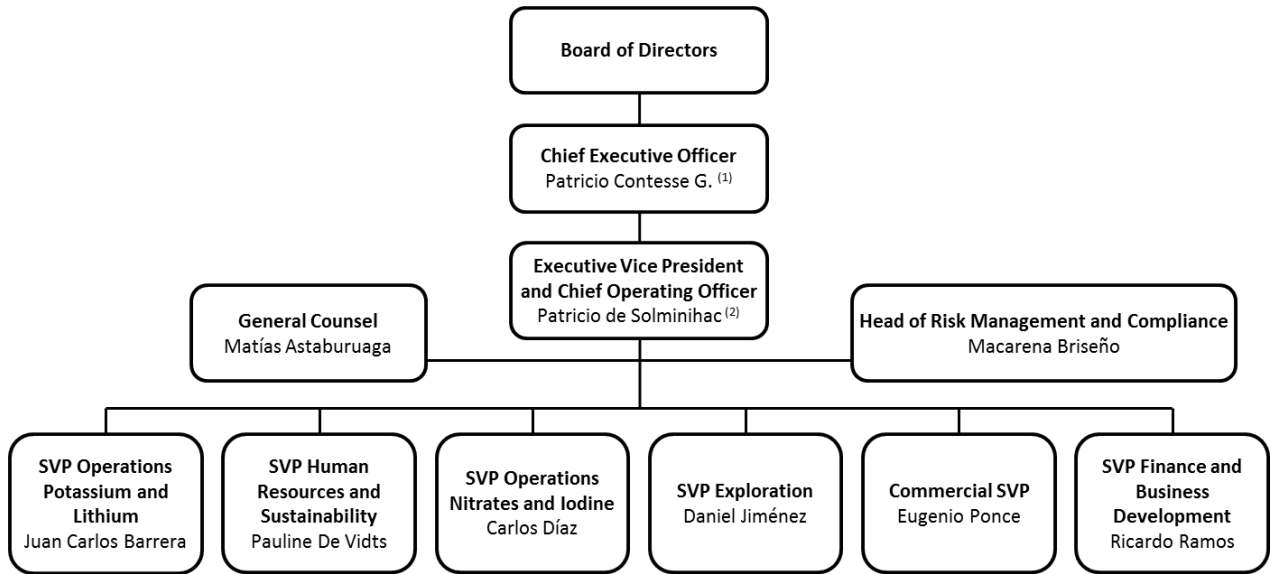 Board of Directors
Chief Executive Officer
Patricio Contesse G. (1)
Executive Vice President
and Chief Operating Officer
Patricio de Solminihac (2)
General Counsel
Matías Astaburuaga
Head of Risk Management and Compliance
Macarena Briseño
SVP Operations
Potassium and
Lithium
Juan Carlos Barrera
SVP Human
Resources and
Sustainability
Pauline De Vidts
SVP Operations
Nitrates and Iodine
Carlos Díaz
SVP Exploration
Daniel Jiménez
Commercial SVP
Eugenio Ponce
SVP Finance and
Business
Development
Ricardo Ramos